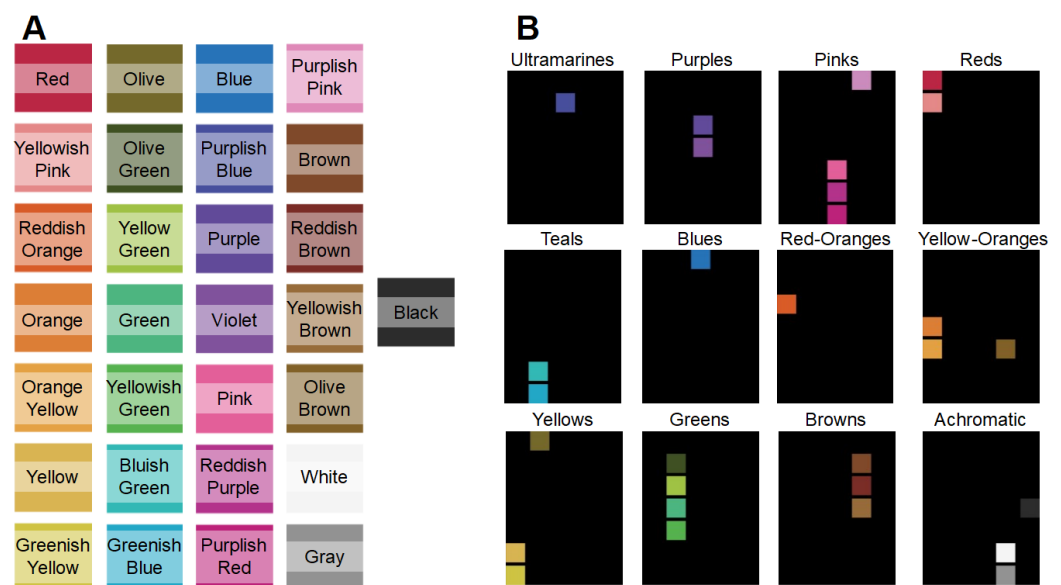 A
B
Red
Olive
Blue
Purplish
Pink
Yellowish
Pink
Olive
Green
Purplish
Blue
Brown
Reddish
Orange
Yellow
Green
Purple
Reddish
Brown
Orange
Green
Violet
Yellowish
Brown
Black
Orange
Yellow
Yellowish
Green
Pink
Olive
Brown
Yellow
Bluish
Green
Reddish
Purple
White
Greenish
Yellow
Greenish
Blue
Purplish
Red
Gray
Ultramarines
Purples
Pinks
Reds
Teals
Blues
Red-Oranges
Yellow-Oranges
Yellows
Greens
Browns
Achromatic